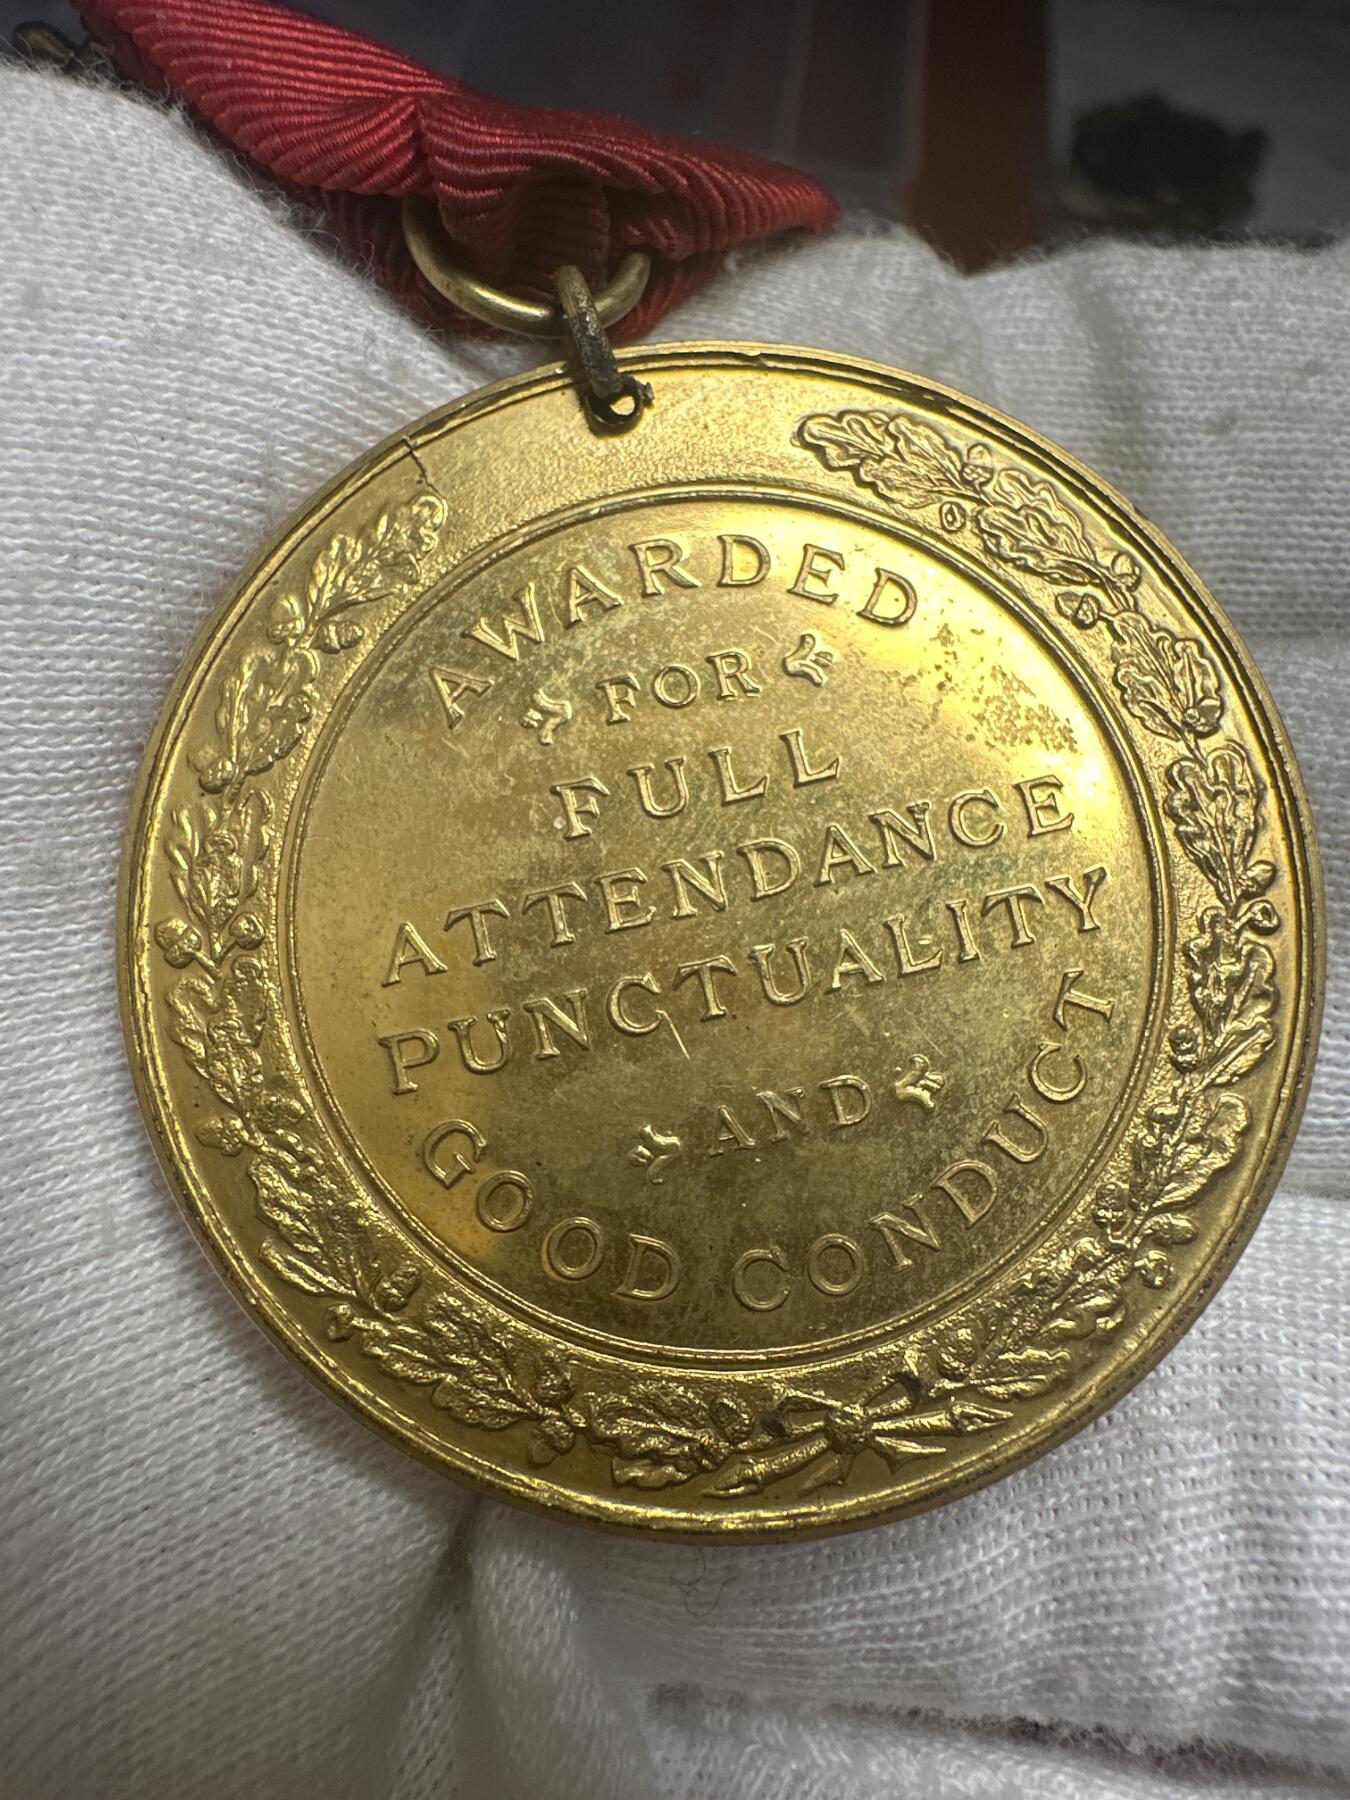 AWARDED
FOR
FULL
ATTENDANCE
PUNCTUALITY
AND
GOOD CONDUCT